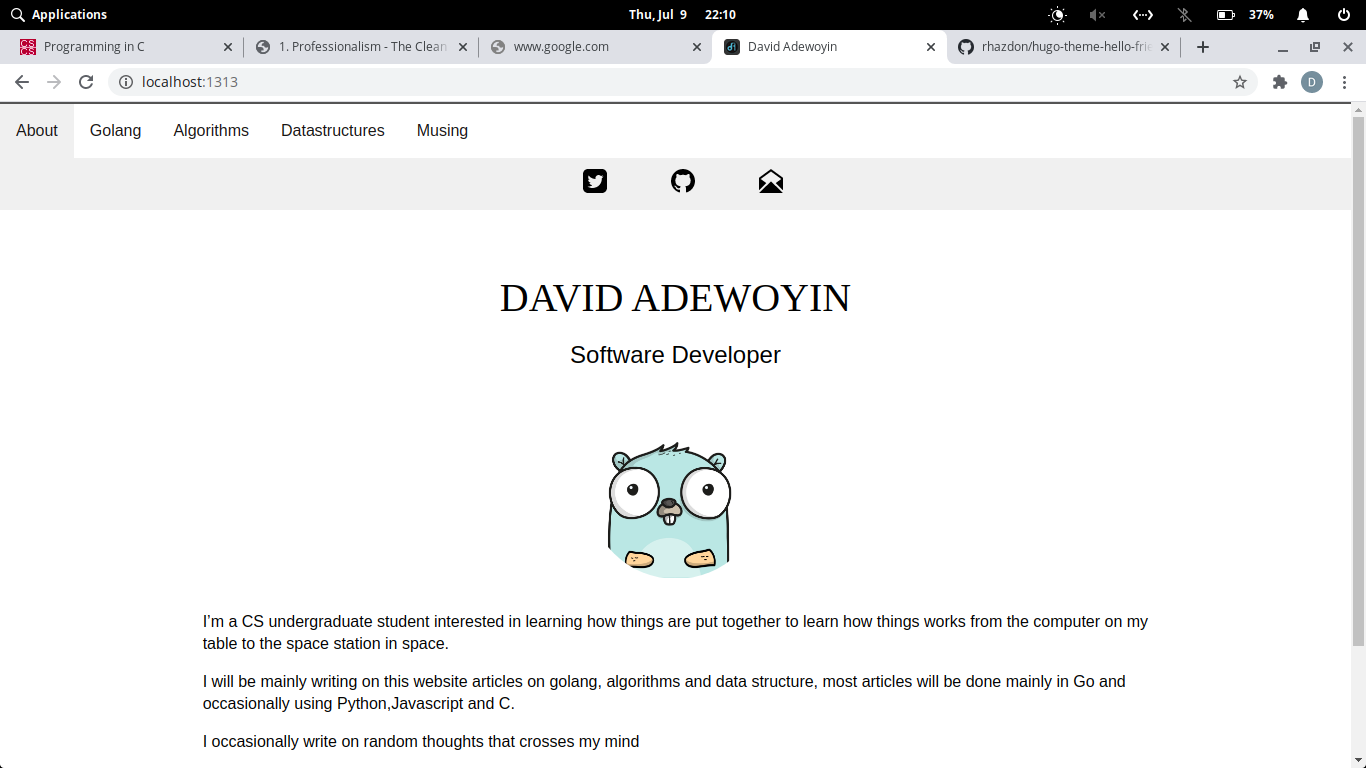 Applications
Thu, Jul 9 22:10
37%
Programming in C
1. Professionalism - The Clean
www.google.com
David Adewoyin
rhazdon/hugo-theme-hello-frie
localhost:1313
D
About Golang Algorithms Datastructures Musing
DAVID ADEWOYIN
Software Developer
I’m a CS undergraduate student interested in learning how things are put together to learn how things works from the computer on my
table to the space station in space.
I will be mainly writing on this website articles on golang, algorithms and data structure, most articles will be done mainly in Go and
occasionally using Python,Javascript and C.
I occasionally write on random thoughts that crosses my mind